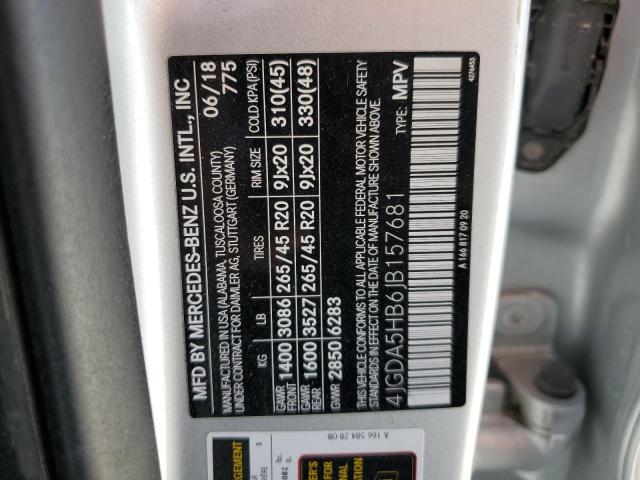 MFD BY MERCEDES-BENZ U.S. INTL., INC
MANUFACTURED IN USA (ALABAMA, TUSCALOOSA COUNTY)
UNDER CONTRACT FOR DAIMLER AG, STUTTGART (GERMANY)
06/18
775
KG LB TIRES RIM SIZE COLD KPA (PSI)
GAWR FRONT 1400 3086 265/45 R20 9Jx20 310(45)
GAWR REAR 1600 3527 265/45 R20 9Jx20 330(48)
GVWR 2850 6283
THIS VEHICLE CONFORMS TO ALL APPLICABLE FEDERAL MOTOR VEHICLE SAFETY
STANDARDS IN EFFECT ON THE DATE OF MANUFACTURE SHOWN ABOVE.
4JGDA5HB6JB157681 TYPE: MPV
A 166 817 09 20
4276453
A 166 584 78 08
3